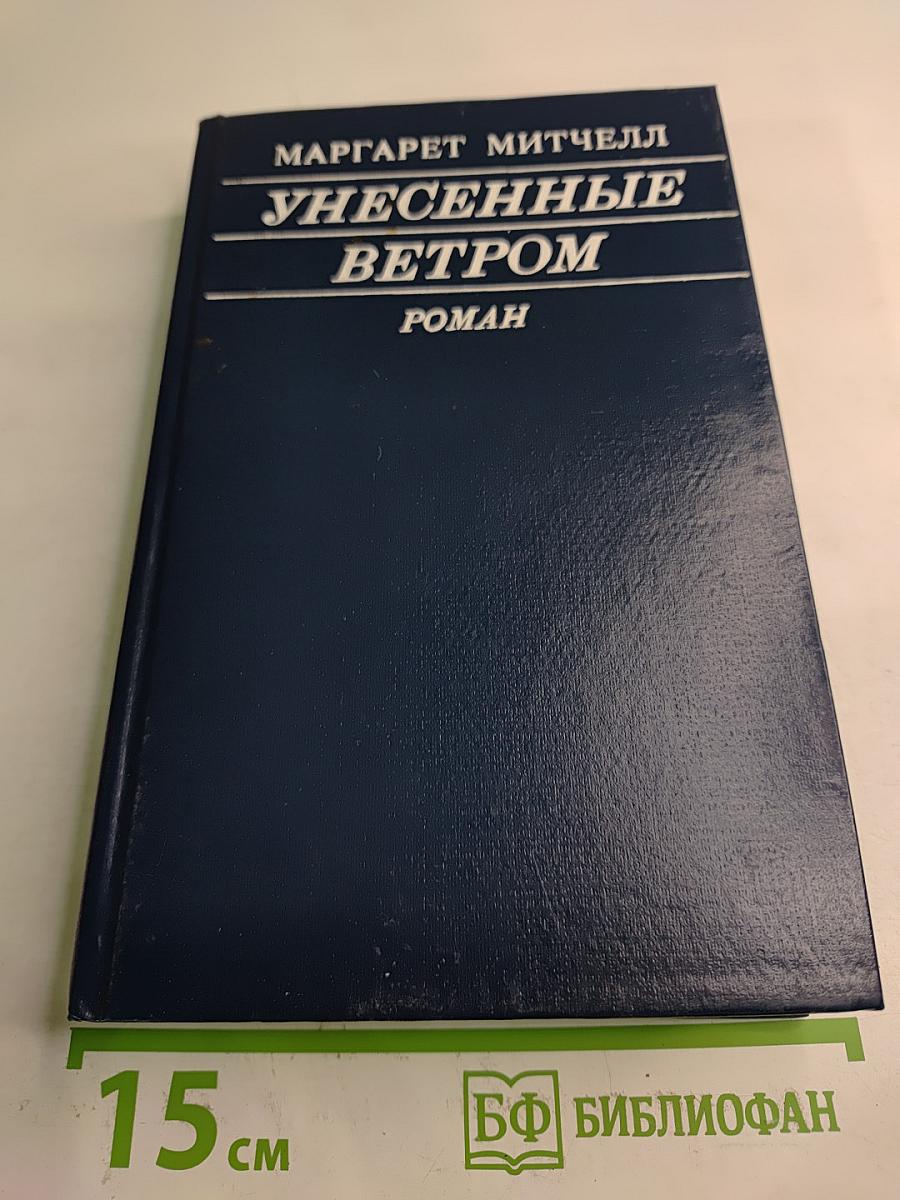 МАРГАРЕТ МИТЧЕЛЛ
УНЕСЕННЫЕ
ВЕТРОМ
РОМАН
15 см
БФ БИБЛИОФАН